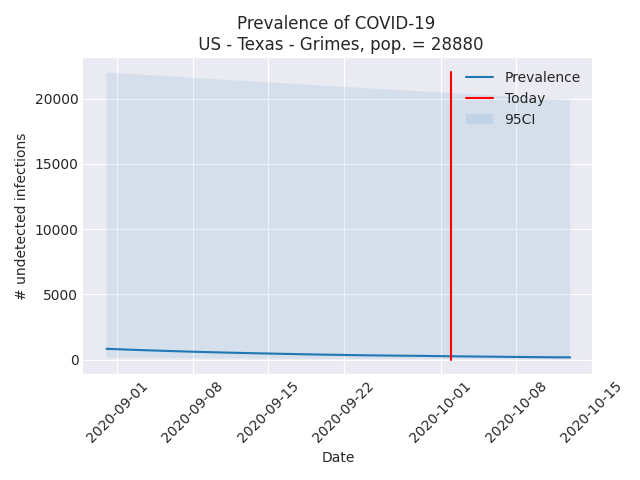 Prevalence of COVID-19
US - Texas - Grimes, pop. = 28880
Prevalence
Today
95CI
# undetected infections
20000
15000
10000
5000
0
2020-09-01
2020-09-08
2020-09-15
2020-09-22
2020-10-01
2020-10-08
2020-10-15
Date